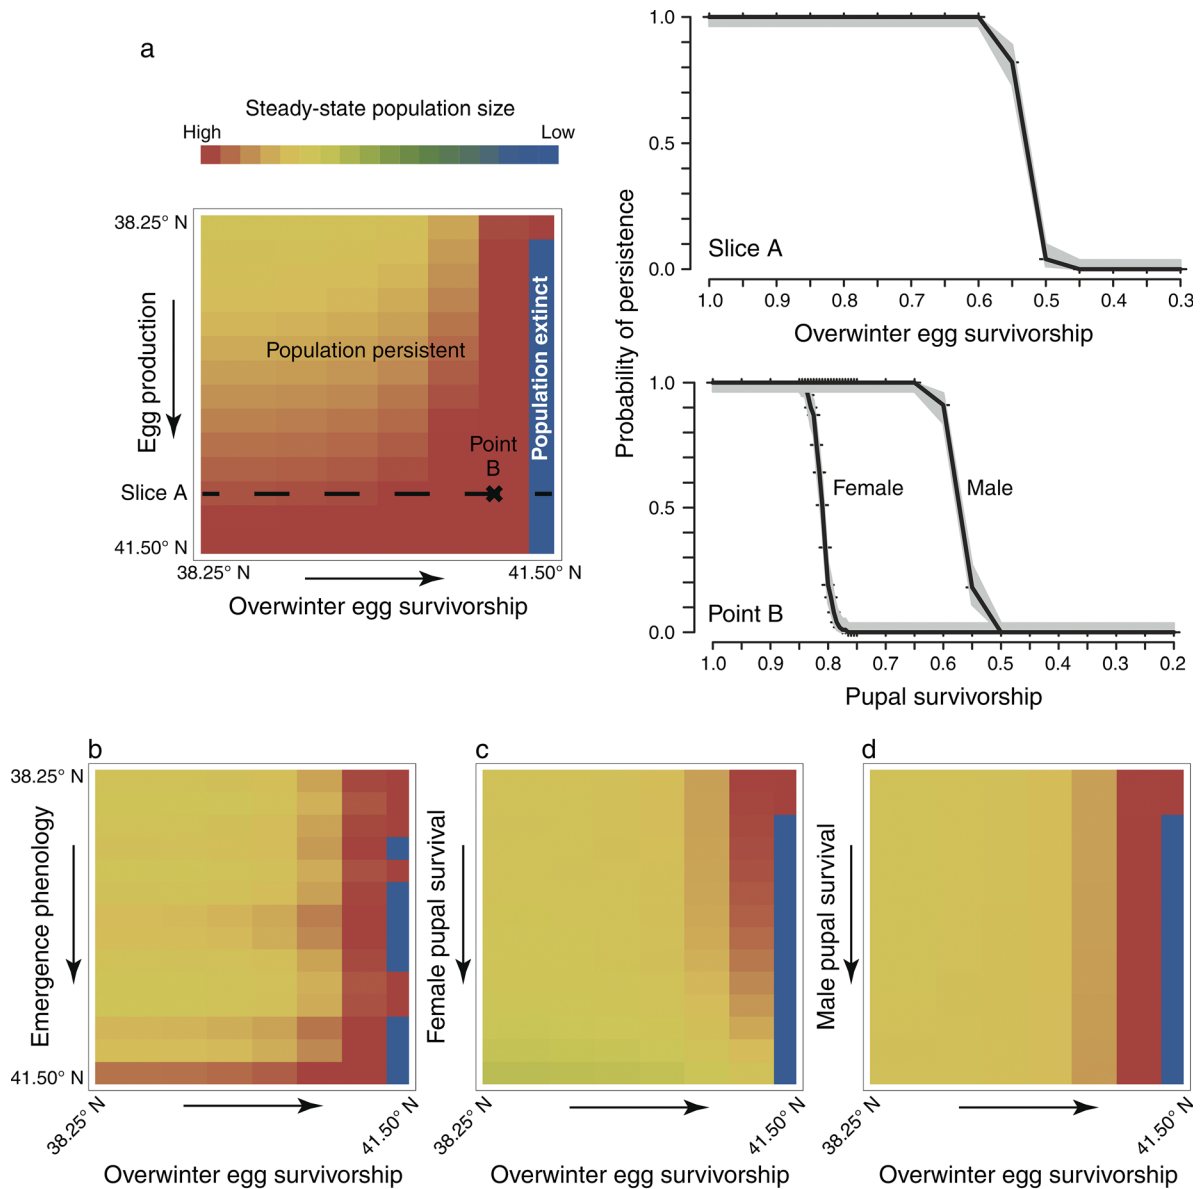 a
Steady-state population size
High
Low
38.25° N
Egg production
Population persistent
Population extinct
Point
B
Slice A
41.50° N
38.25° N
41.50° N
Overwinter egg survivorship
Probability of persistence
1.0
0.5
0.0
Slice A
1.0 0.9 0.8 0.7 0.6 0.5 0.4 0.3
Overwinter egg survivorship
1.0
0.5
0.0
Female
Male
Point B
1.0 0.9 0.8 0.7 0.6 0.5 0.4 0.3 0.2
Pupal survivorship
b
38.25° N
Emergence phenology
41.50° N
38.25° N
41.50° N
Overwinter egg survivorship
c
Female pupal survival
38.25° N
41.50° N
Overwinter egg survivorship
d
Male pupal survival
38.25° N
41.50° N
Overwinter egg survivorship